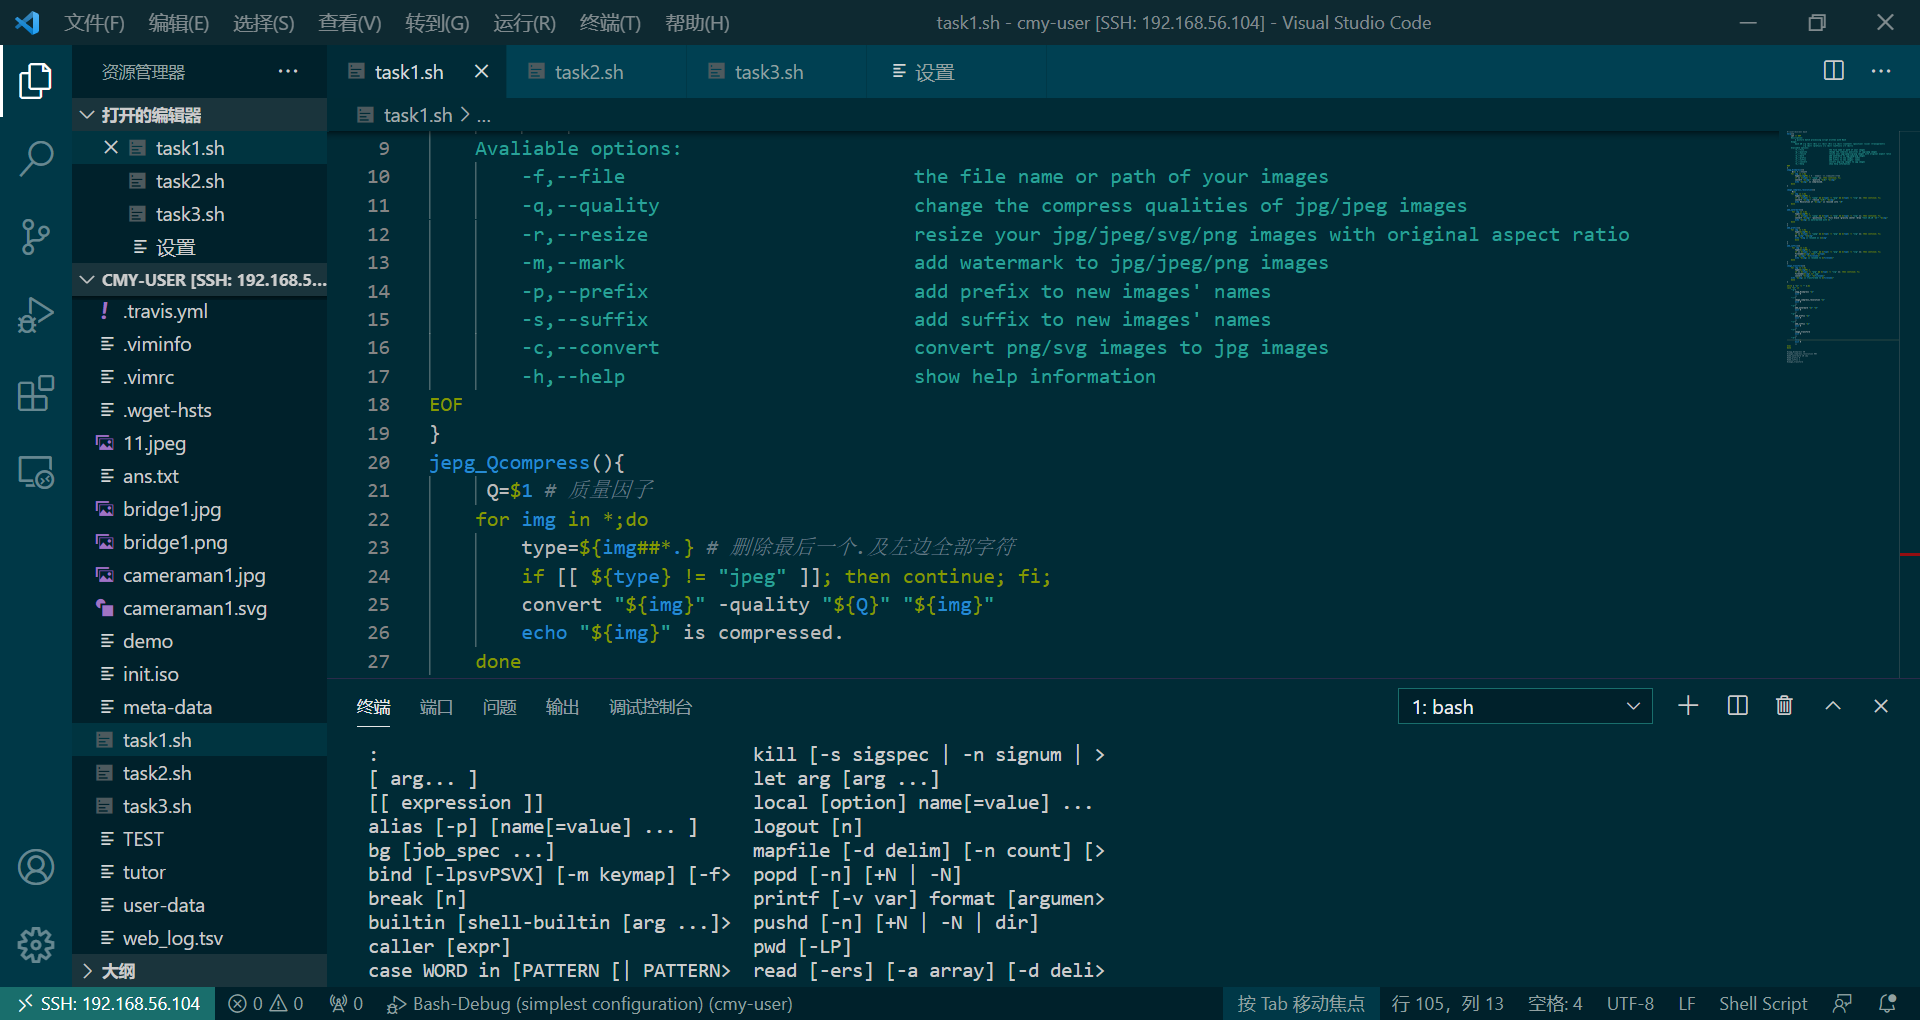 文件(F) 编辑(E) 选择(S) 查看(V) 转到(G) 运行(R) 终端(T) 帮助(H) task1.sh - cmy-user [SSH: 192.168.56.104] - Visual Studio Code
资源管理器
打开的编辑器
task1.sh
task2.sh
task3.sh
设置
CMY-USER [SSH: 192.168.5...
.travis.yml
.viminfo
.vimrc
.wget-hsts
11.jpeg
ans.txt
bridge1.jpg
bridge1.png
cameraman1.jpg
cameraman1.svg
demo
init.iso
meta-data
task1.sh
task2.sh
task3.sh
TEST
tutor
user-data
web_log.tsv
大纲
task1.sh task2.sh task3.sh 设置
task1.sh > ...
9 Avaliable options:
10 -f,--file the file name or path of your images
11 -q,--quality change the compress qualities of jpg/jpeg images
12 -r,--resize resize your jpg/jpeg/svg/png images with original aspect ratio
13 -m,--mark add watermark to jpg/jpeg/png images
14 -p,--prefix add prefix to new images' names
15 -s,--suffix add suffix to new images' names
16 -c,--convert convert png/svg images to jpg images
17 -h,--help show help information
18 EOF
19 }
20 jepg_Qcompress(){
21 Q=$1 # 质量因子
22 for img in *;do
23 type=${img##*.} # 删除最后一个.及左边全部字符
24 if [[ ${type} != "jpeg" ]]; then continue; fi;
25 convert "${img}" -quality "${Q}" "${img}"
26 echo "${img}" is compressed.
27 done
终端 端口 问题 输出 调试控制台 1: bash
: kill [-s sigspec | -n signum | >
[ arg... ] let arg [arg ...]
[[ expression ]] local [option] name[=value] ...
alias [-p] [name[=value] ... ] logout [n]
bg [job_spec ...] mapfile [-d delim] [-n count] [>
bind [-lpsvPSVX] [-m keymap] [-f> popd [-n] [+N | -N]
break [n] printf [-v var] format [argumen>
builtin [shell-builtin [arg ...]> pushd [-n] [+N | -N | dir]
caller [expr] pwd [-LP]
case WORD in [PATTERN [| PATTERN> read [-ers] [-a array] [-d deli>
SSH: 192.168.56.104 0 0 0 Bash-Debug (simplest configuration) (cmy-user) 按 Tab 移动焦点 行 105，列 13 空格: 4 UTF-8 LF Shell Script